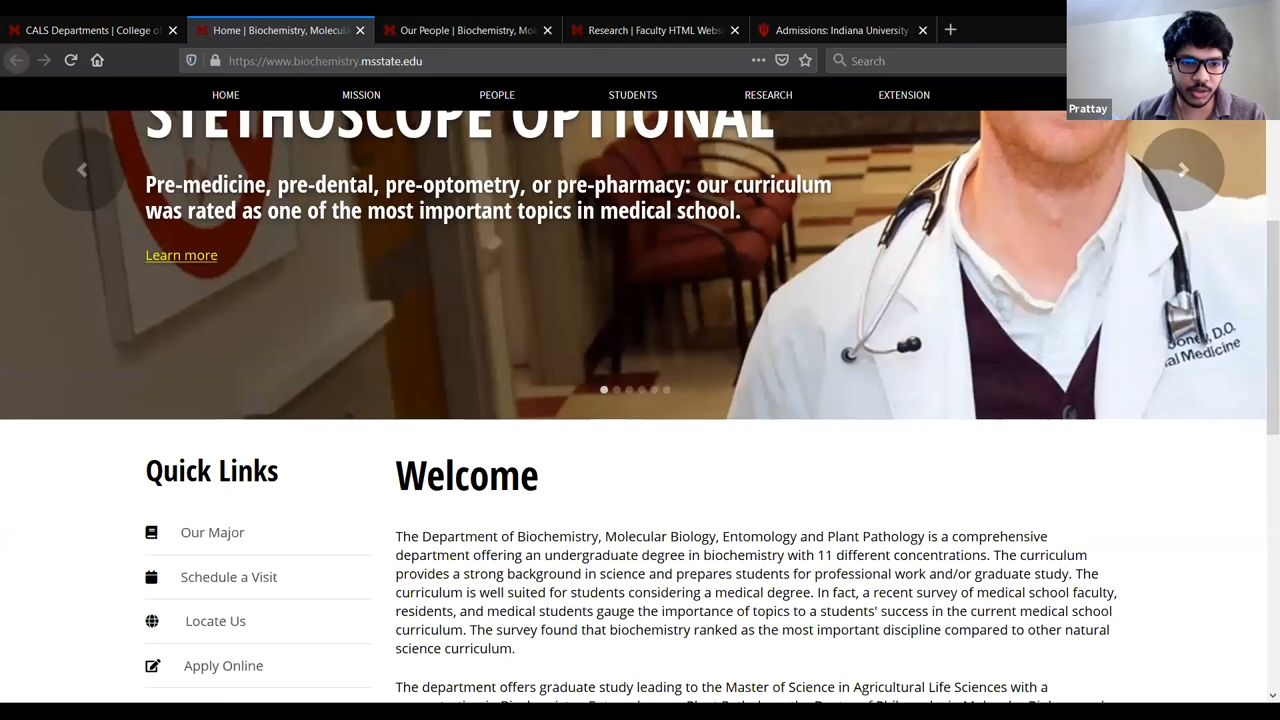 CALS Departments | College of
Home | Biochemistry, Molecula
Our People | Biochemistry, Mol
Research | Faculty HTML Webs
Admissions: Indiana University
https://www.biochemistry.msstate.edu
Search
Prattay
HOME
MISSION
PEOPLE
STUDENTS
RESEARCH
EXTENSION
STETHOSCOPE OPTIONAL
Pre-medicine, pre-dental, pre-optometry, or pre-pharmacy: our curriculum
was rated as one of the most important topics in medical school.
Learn more
D.O.
Medicine
Quick Links
Our Major
Schedule a Visit
Locate Us
Apply Online
Welcome
The Department of Biochemistry, Molecular Biology, Entomology and Plant Pathology is a comprehensive
department offering an undergraduate degree in biochemistry with 11 different concentrations. The curriculum
provides a strong background in science and prepares students for professional work and/or graduate study. The
curriculum is well suited for students considering a medical degree. In fact, a recent survey of medical school faculty,
residents, and medical students gauge the importance of topics to a students' success in the current medical school
curriculum. The survey found that biochemistry ranked as the most important discipline compared to other natural
science curriculum.
The department offers graduate study leading to the Master of Science in Agricultural Life Sciences with a